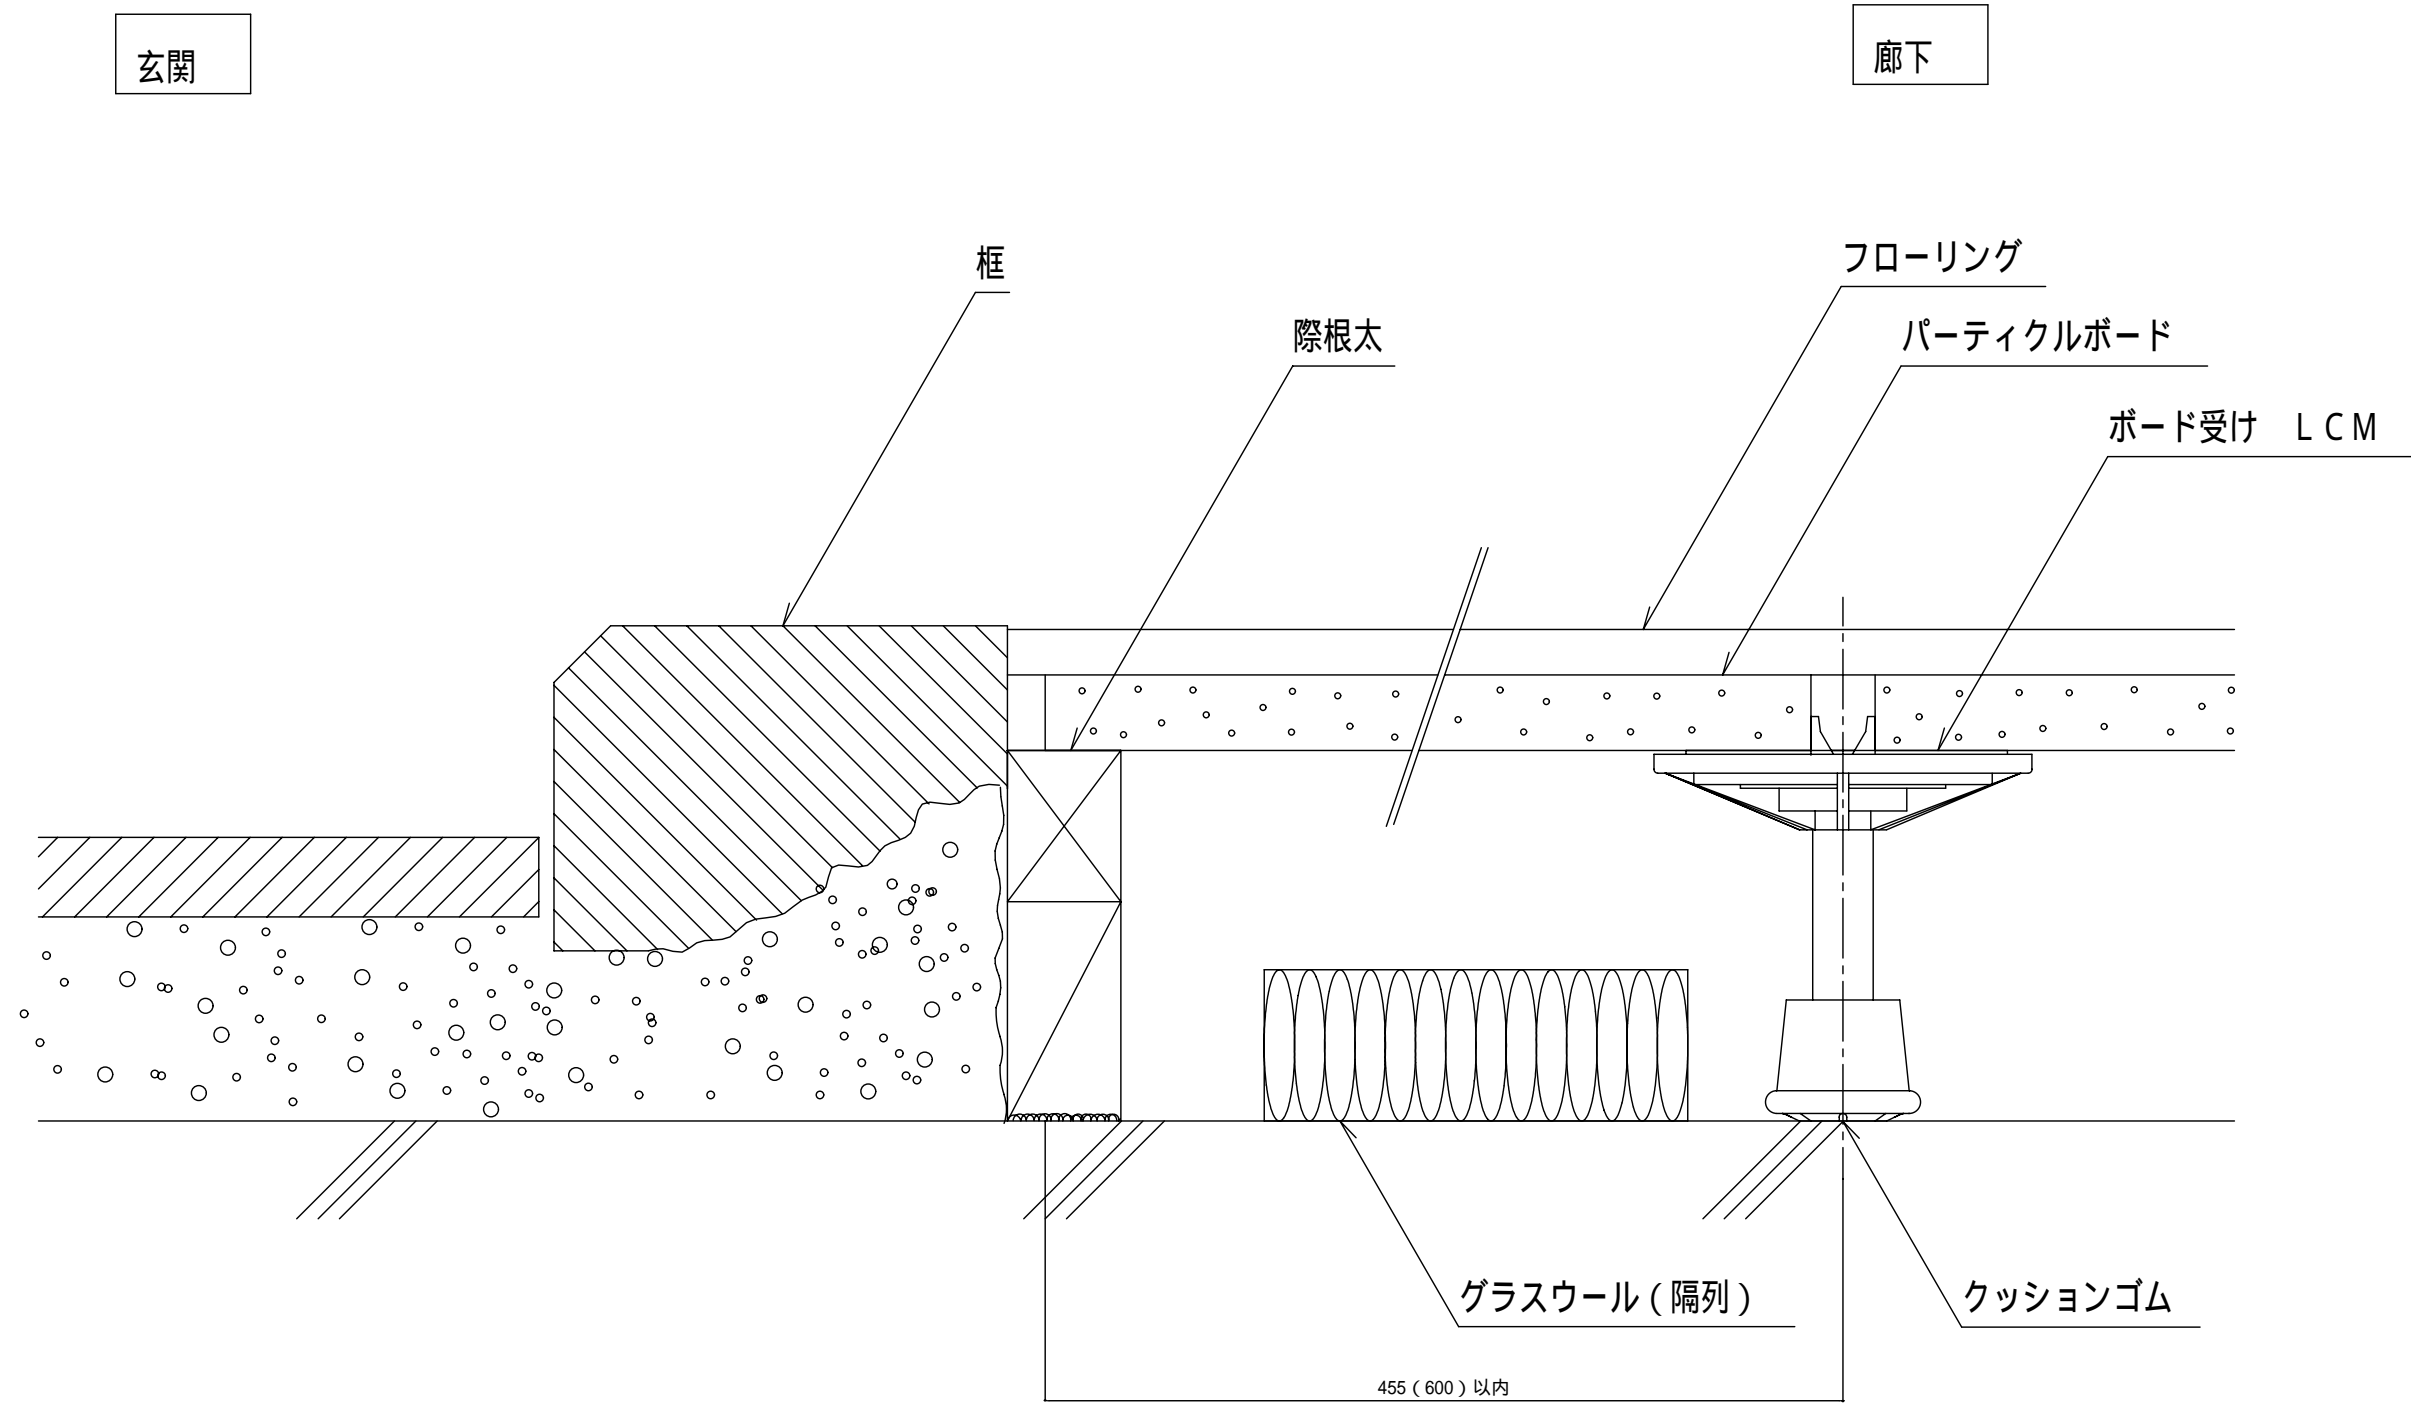 玄関
廊下
框
フローリング
際根太
パーティクルボード
ボード受け　ＬＣＭ
グラスウール（隔列）
クッションゴム
455（600）以内